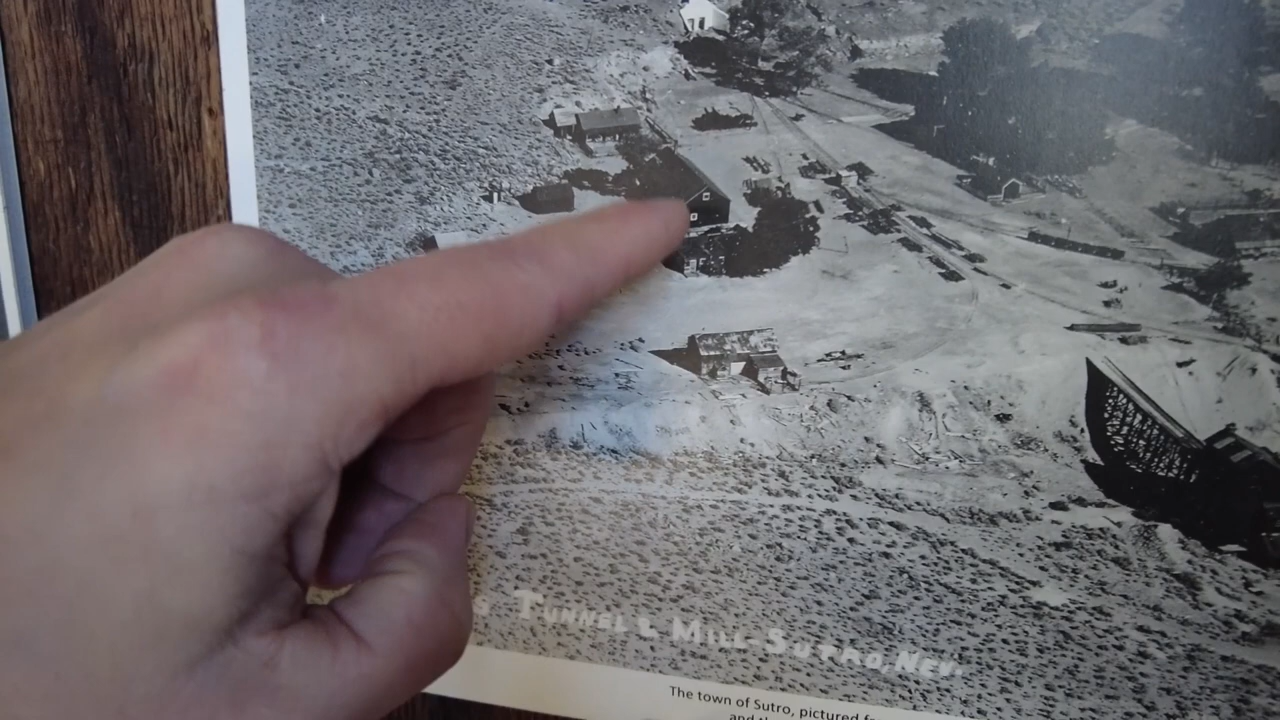 TUNNEL & MILL-SUTRO, NEV.
The town of Sutro, pictured